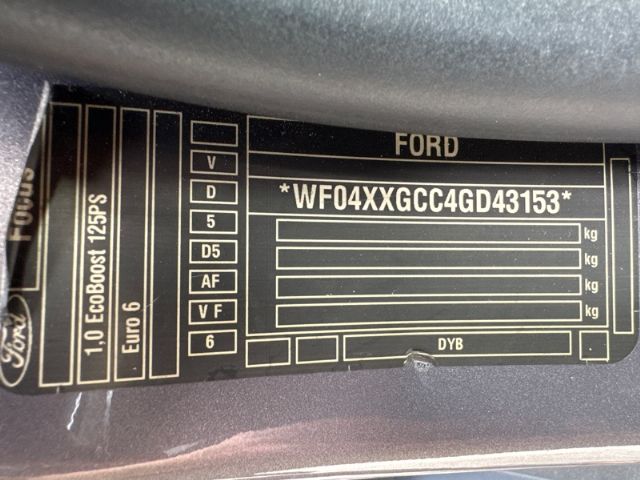 Focus
Ford
1,0 EcoBoost 125PS
Euro 6
V
D
5
D5
AF
V F
6
FORD
*WF04XXGCC4GD43153*
kg
kg
kg
kg
DYB